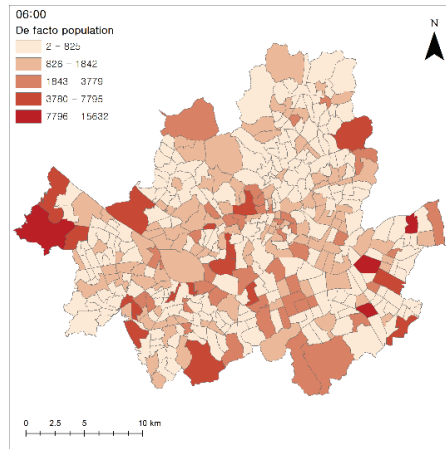 06:00
N
De facto population
2 - 825
826 - 1842
1843 3779
3780 - 7795
7796 15632
0 2.5 5 10 km